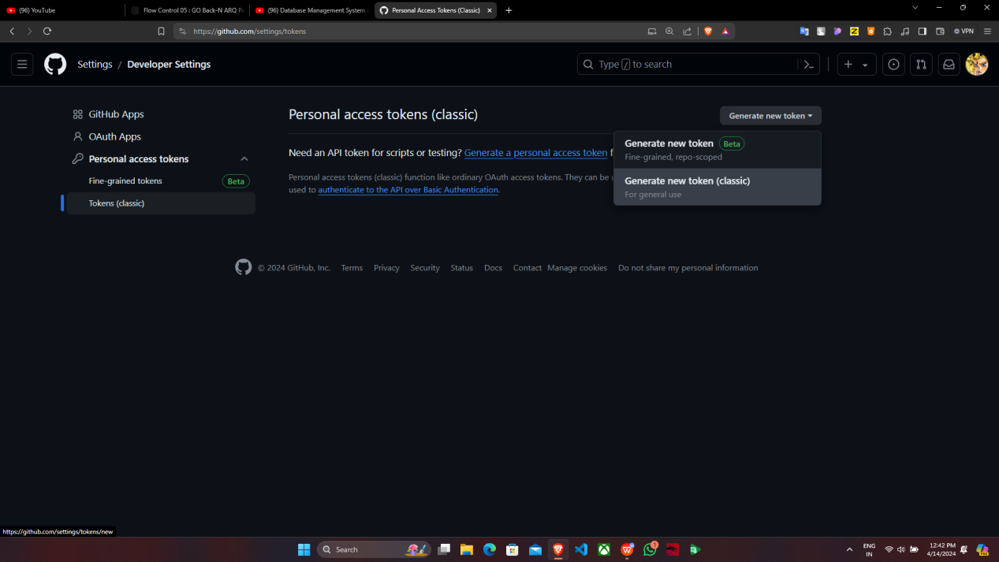 (96) YouTube
Flow Control 05 : GO Back-N ARQ P
(96) Database Management System
Personal Access Tokens (Classic)
https://github.com/settings/tokens
VPN
Settings / Developer Settings
Type / to search
GitHub Apps
OAuth Apps
Personal access tokens
Fine-grained tokens Beta
Tokens (classic)
Personal access tokens (classic)
Generate new token
Need an API token for scripts or testing? Generate a personal access token f
Personal access tokens (classic) function like ordinary OAuth access tokens. They can be u
used to authenticate to the API over Basic Authentication.
Generate new token Beta
Fine-grained, repo-scoped
Generate new token (classic)
For general use
© 2024 GitHub, Inc. Terms Privacy Security Status Docs Contact Manage cookies Do not share my personal information
https://github.com/settings/tokens/new
Search
1
ENG
IN
12:42 PM
4/14/2024